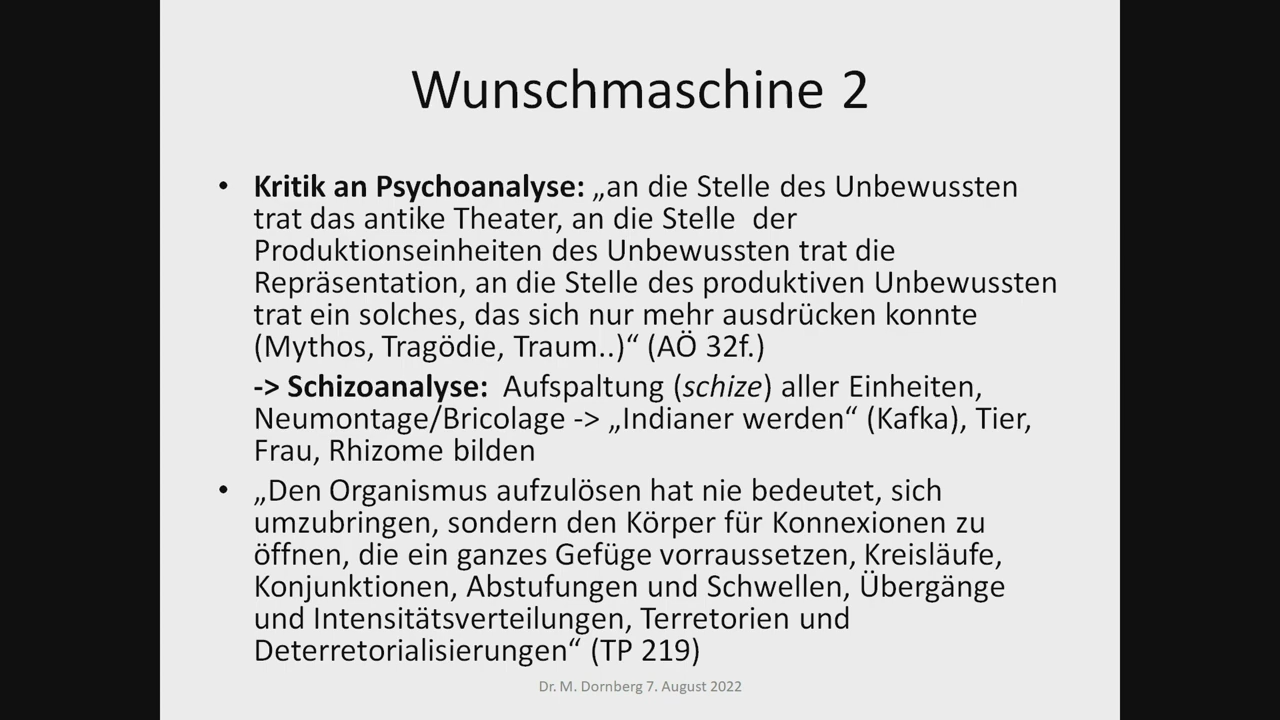 Wunschmaschine 2
• Kritik an Psychoanalyse: „an die Stelle des Unbewussten
trat das antike Theater, an die Stelle  der
Produktionseinheiten des Unbewussten trat die
Repräsentation, an die Stelle des produktiven Unbewussten
trat ein solches, das sich nur mehr ausdrücken konnte
(Mythos, Tragödie, Traum..)“ (AÖ 32f.)
-> Schizoanalyse:  Aufspaltung (schize) aller Einheiten,
Neumontage/Bricolage -> „Indianer werden“ (Kafka), Tier,
Frau, Rhizome bilden
• „Den Organismus aufzulösen hat nie bedeutet, sich
umzubringen, sondern den Körper für Konnexionen zu
öffnen, die ein ganzes Gefüge vorraussetzen, Kreisläufe,
Konjunktionen, Abstufungen und Schwellen, Übergänge
und Intensitätsverteilungen, Terretorien und
Deterretorialisierungen“ (TP 219)
Dr. M. Dornberg 7. August 2022